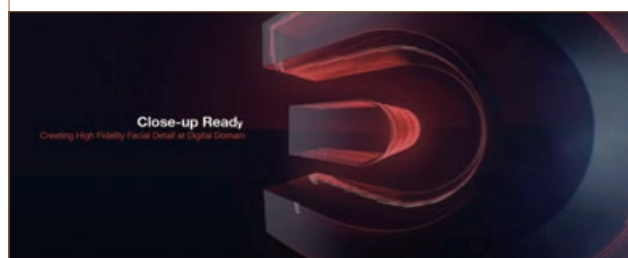 Close-up Ready
Creating High Fidelity Facial Detail at Digital Domain